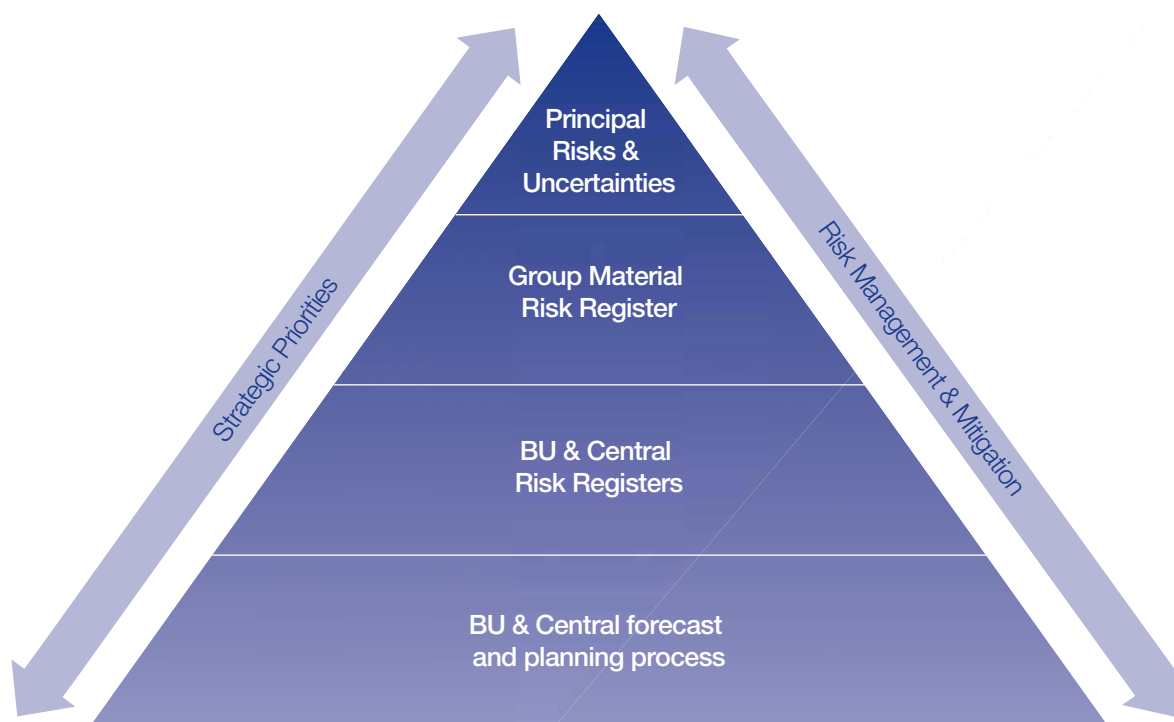 Principal
Risks &
Uncertainties
Group Material
Risk Register
BU & Central
Risk Registers
BU & Central forecast
and planning process
Strategic Priorities
Risk Management & Mitigation